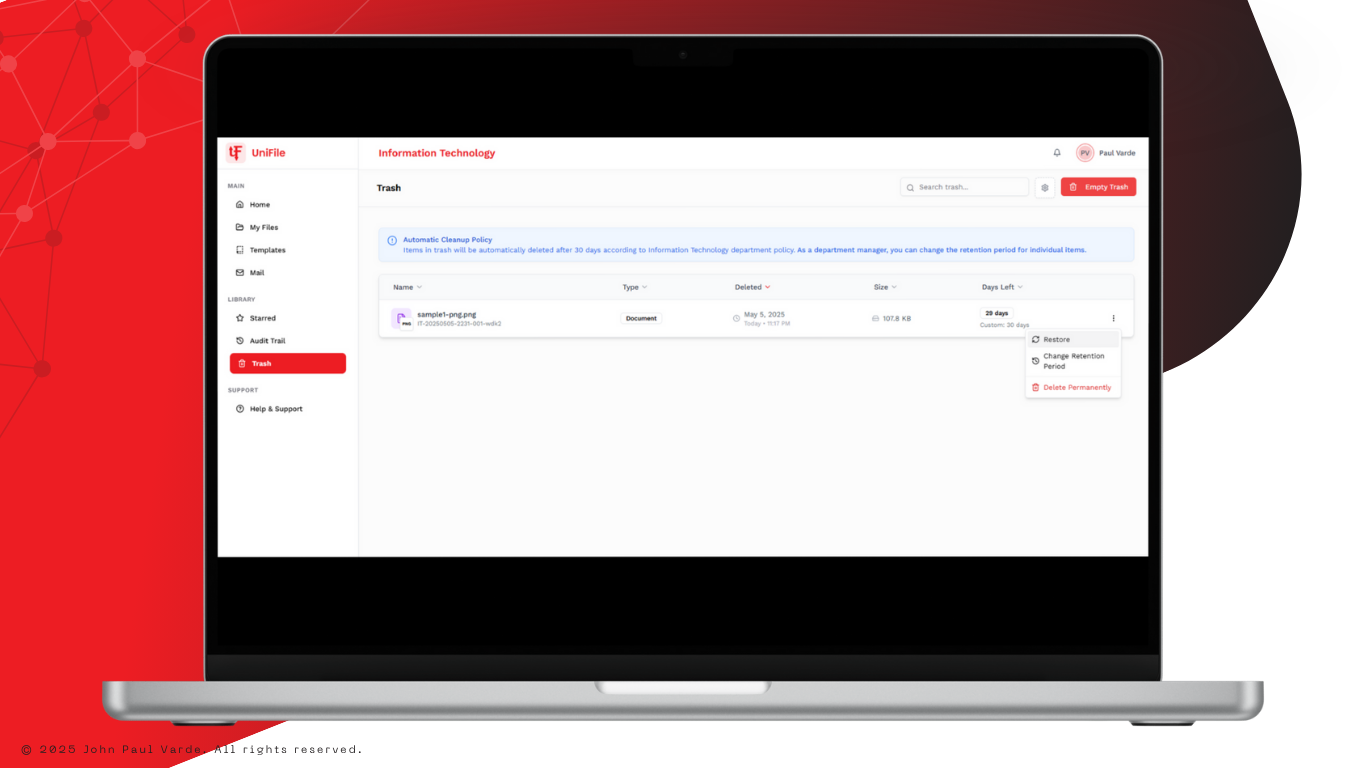 UniFile
Information Technology
PV
Paul Varde
MAIN
Home
My Files
Templates
Mail
LIBRARY
Starred
Audit Trail
Trash
SUPPORT
Help & Support
Trash
Search trash...
Empty Trash
Automatic Cleanup Policy
Items in trash will be automatically deleted after 30 days according to Information Technology department policy. As a department manager, you can change the retention period for individual items.
Name
Type
Deleted
Size
Days Left
PNG
sample1-png.png
IT-20250505-2231-001-wdk2
Document
May 5, 2025
Today • 11:17 PM
107.8 KB
29 days
Custom: 30 days
Restore
Change Retention
Period
Delete Permanently
© 2025 John Paul Varde. All rights reserved.